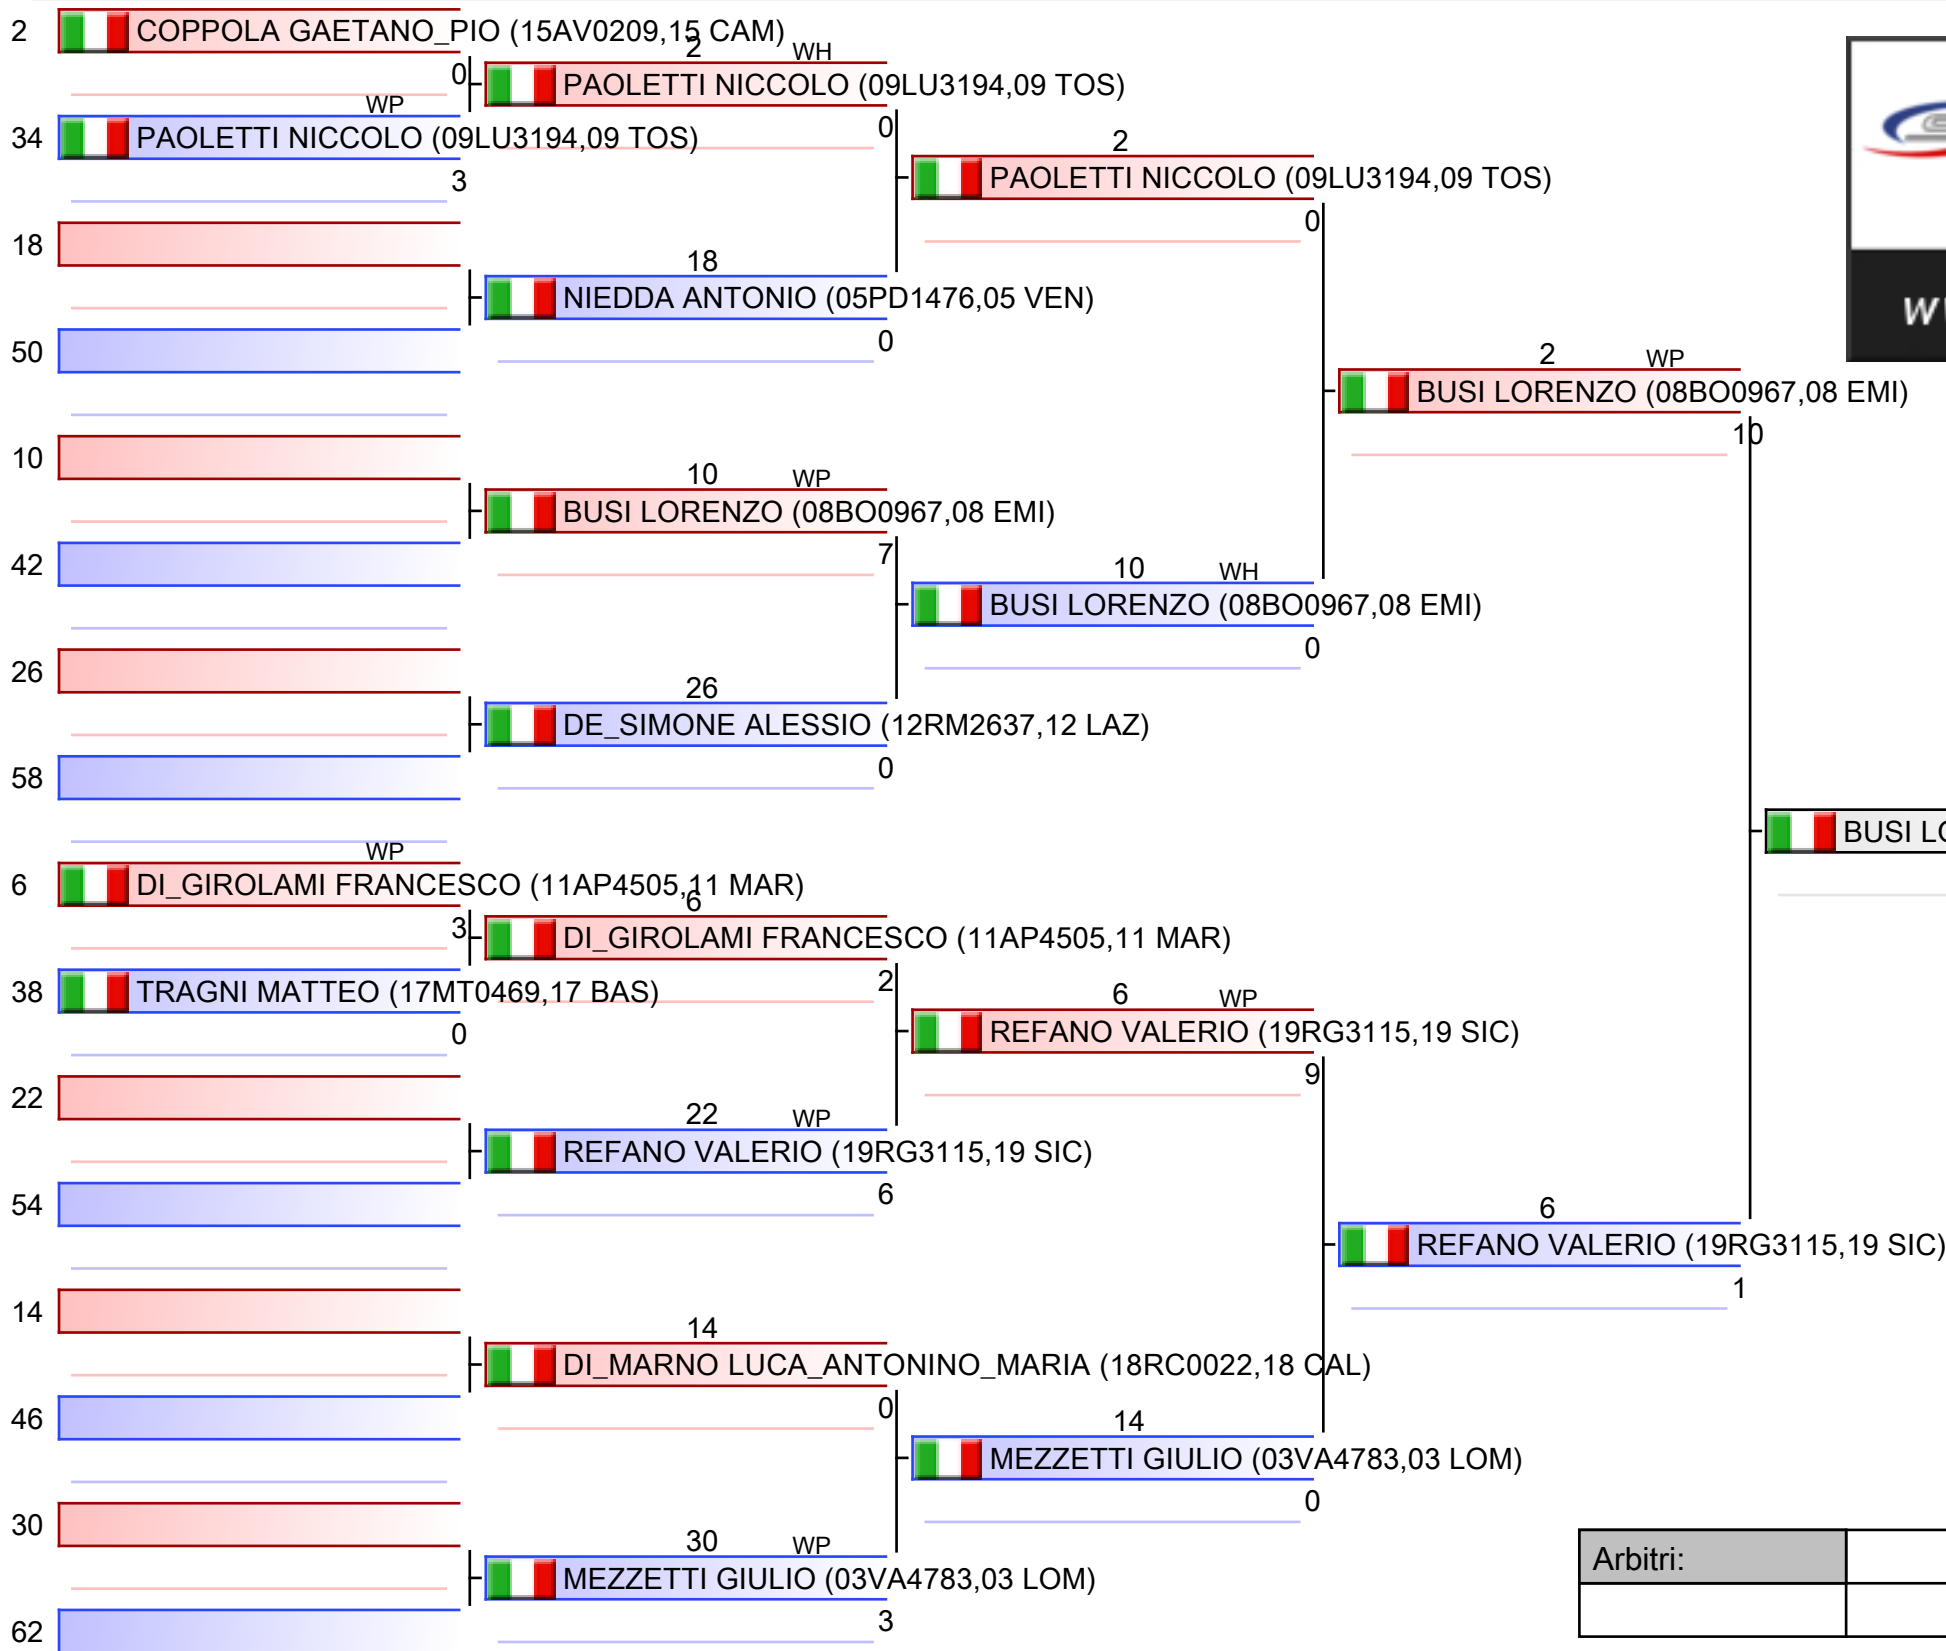 2 COPPOLA GAETANO_PIO (15AV0209,15 CAM)
0
WP
34 PAOLETTI NICCOLO (09LU3194,09 TOS)
3
18
50
10
42
26
58
WP
6 DI_GIROLAMI FRANCESCO (11AP4505,11 MAR)
3
38 TRAGNI MATTEO (17MT0469,17 BAS)
0
22
54
14
46
30
62
2 WH
PAOLETTI NICCOLO (09LU3194,09 TOS)
0
18
NIEDDA ANTONIO (05PD1476,05 VEN)
0
10 WP
BUSI LORENZO (08BO0967,08 EMI)
7
26
DE_SIMONE ALESSIO (12RM2637,12 LAZ)
0
6
DI_GIROLAMI FRANCESCO (11AP4505,11 MAR)
2
22 WP
REFANO VALERIO (19RG3115,19 SIC)
6
14
DI_MARNO LUCA_ANTONINO_MARIA (18RC0022,18 CAL)
0
30 WP
MEZZETTI GIULIO (03VA4783,03 LOM)
3
2
PAOLETTI NICCOLO (09LU3194,09 TOS)
0
10 WH
BUSI LORENZO (08BO0967,08 EMI)
0
6 WP
REFANO VALERIO (19RG3115,19 SIC)
9
14
MEZZETTI GIULIO (03VA4783,03 LOM)
0
2 WP
BUSI LORENZO (08BO0967,08 EMI)
10
6
REFANO VALERIO (19RG3115,19 SIC)
1
BUSI LO
Arbitri: